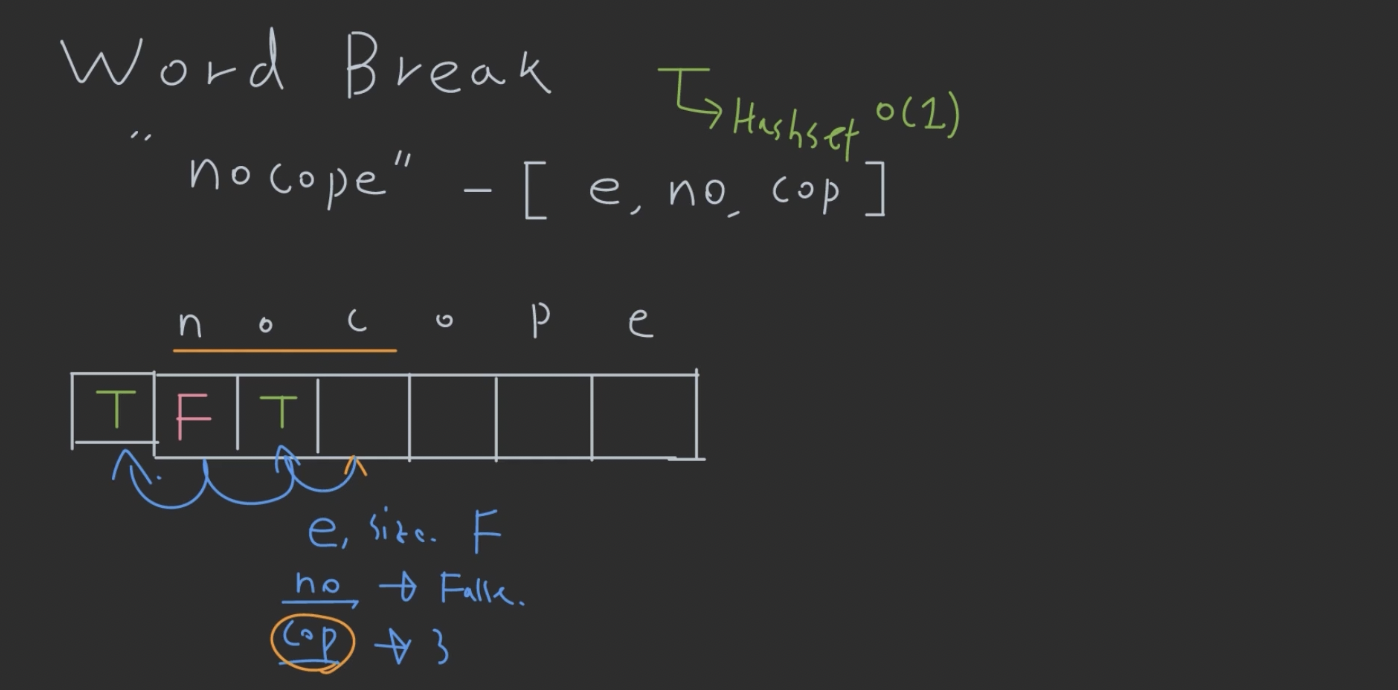 Word Break
T
Hashset O(1)
"nocope" - [ e, no, cop ]
n o c o p e
T F T
e, size. F
no → False.
cop → 3